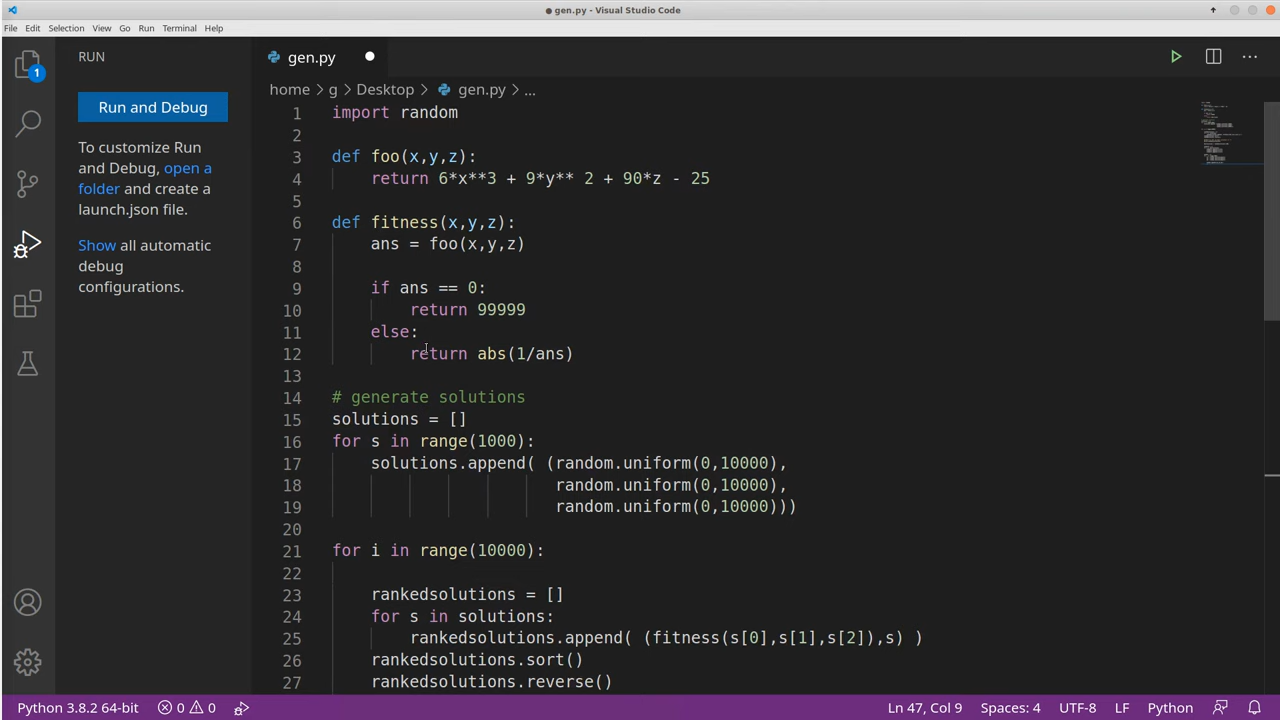 ● gen.py - Visual Studio Code
File Edit Selection View Go Run Terminal Help
1
RUN
Run and Debug
To customize Run
and Debug, open a
folder and create a
launch.json file.
Show all automatic
debug
configurations.
gen.py ●
home > g > Desktop > gen.py > ...
1 import random
2
3 def foo(x,y,z):
4 return 6*x**3 + 9*y** 2 + 90*z - 25
5
6 def fitness(x,y,z):
7 ans = foo(x,y,z)
8
9 if ans == 0:
10 return 99999
11 else:
12 return abs(1/ans)
13
14 # generate solutions
15 solutions = []
16 for s in range(1000):
17 solutions.append( (random.uniform(0,10000),
18 random.uniform(0,10000),
19 random.uniform(0,10000)))
20
21 for i in range(10000):
22
23 rankedsolutions = []
24 for s in solutions:
25 rankedsolutions.append( (fitness(s[0],s[1],s[2]),s) )
26 rankedsolutions.sort()
27 rankedsolutions.reverse()
Python 3.8.2 64-bit 0 0 Ln 47, Col 9 Spaces: 4 UTF-8 LF Python